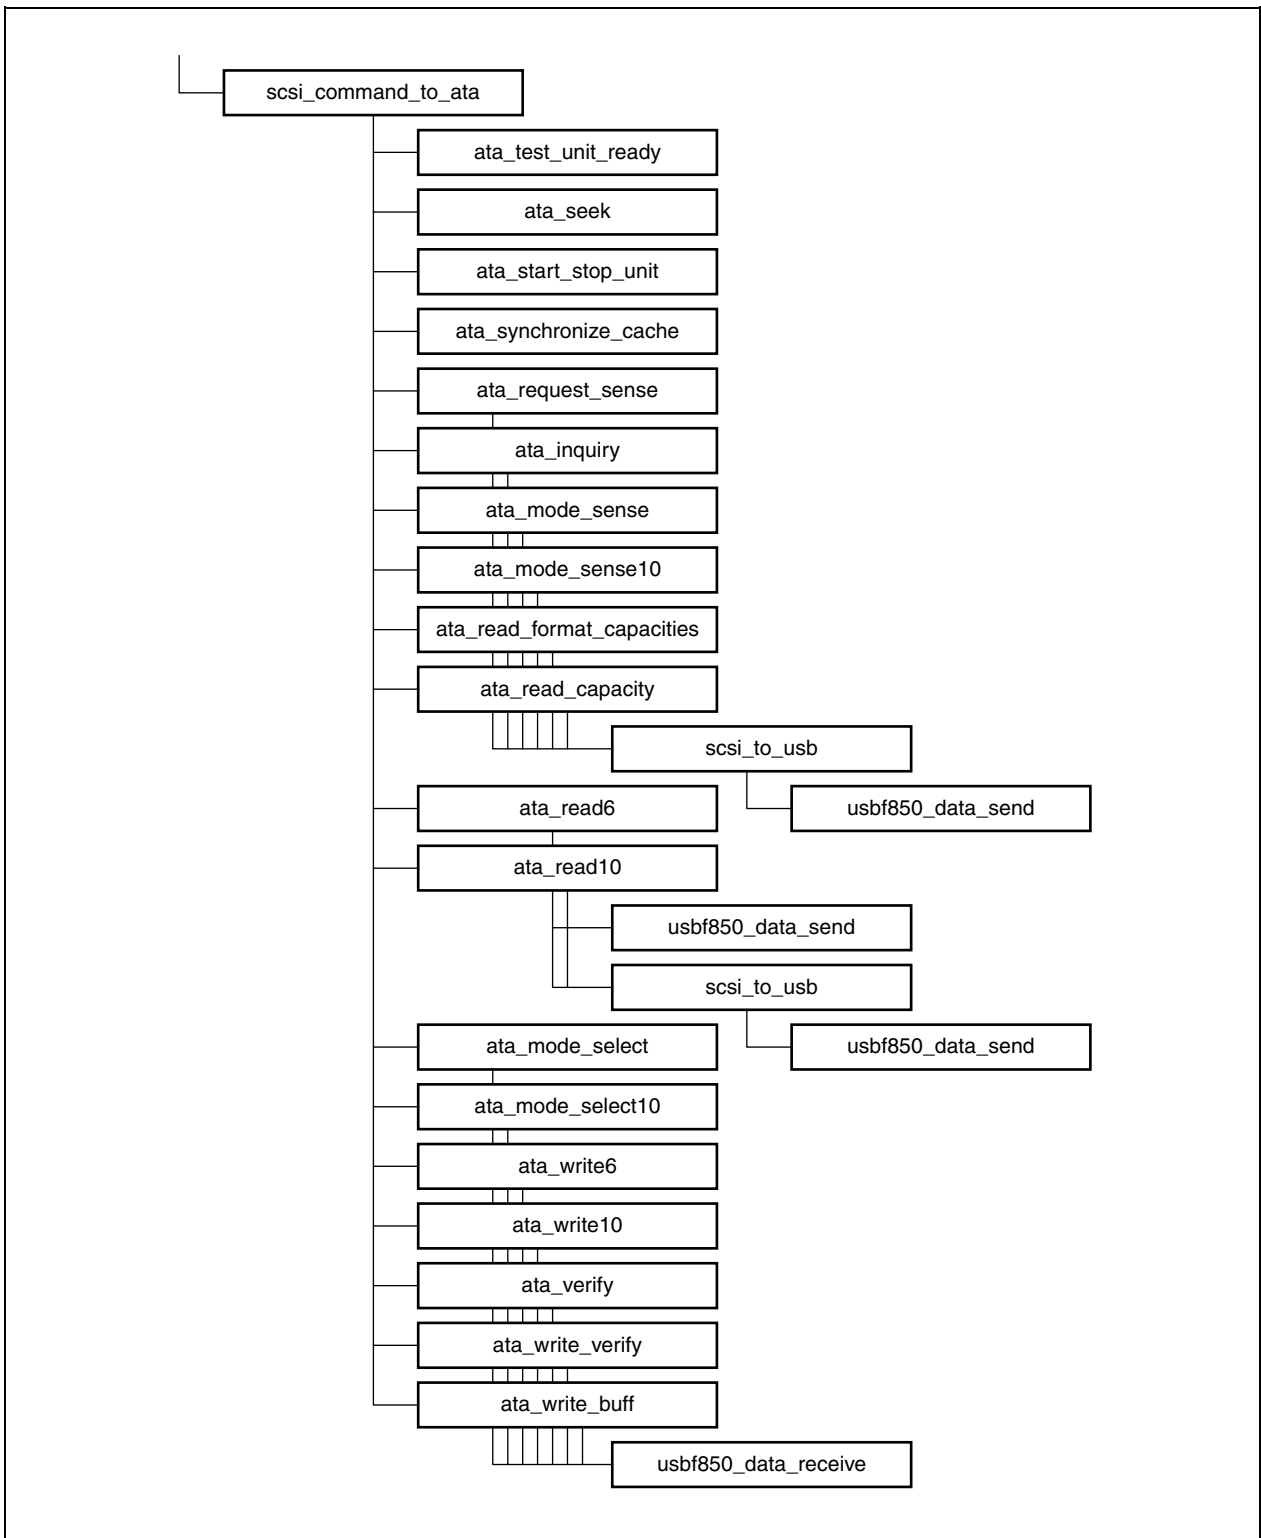 scsi_command_to_ata
ata_test_unit_ready
ata_seek
ata_start_stop_unit
ata_synchronize_cache
ata_request_sense
ata_inquiry
ata_mode_sense
ata_mode_sense10
ata_read_format_capacities
ata_read_capacity
scsi_to_usb
ata_read6
usbf850_data_send
ata_read10
usbf850_data_send
scsi_to_usb
ata_mode_select
usbf850_data_send
ata_mode_select10
ata_write6
ata_write10
ata_verify
ata_write_verify
ata_write_buff
usbf850_data_receive